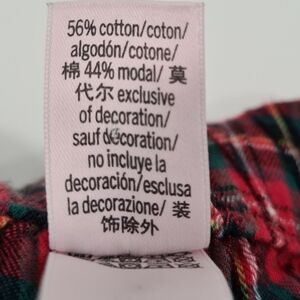 56% cotton/coton/
algodón/cotone/
棉 44% modal/ 莫
代尔 exclusive
of decoration/
sauf décoration/
no incluye la
decoración/esclusa
la decorazione/ 装
饰除外